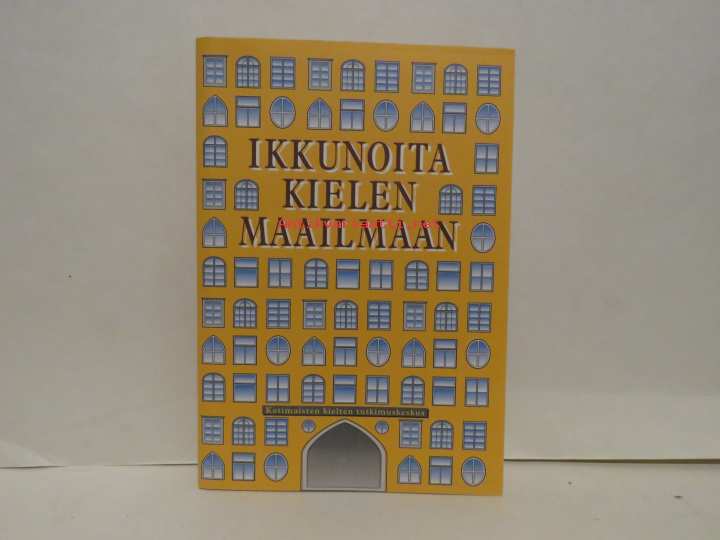 IKKUNOITA
KIELEN
MAAILMAAN
Kotimaisten kielten tutkimuskeskus